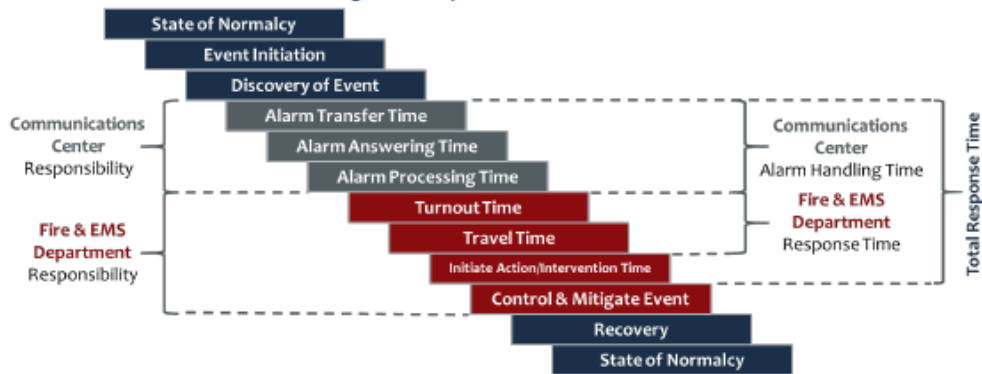 State of Normalcy
Event Initiation
Discovery of Event
Alarm Transfer Time
Alarm Answering Time
Alarm Processing Time
Turnout Time
Travel Time
Initiate Action/Intervention Time
Control & Mitigate Event
Recovery
State of Normalcy
Communications
Center
Responsibility
Fire & EMS
Department
Responsibility
Communications
Center
Alarm Handling Time
Fire & EMS
Department
Response Time
Total Response Time